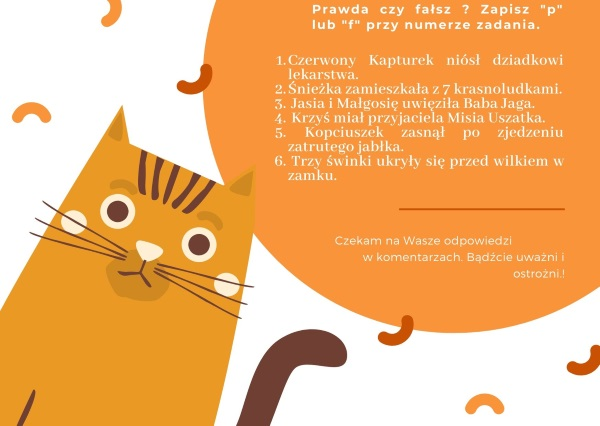 Prawda czy fałsz ? Zapisz "p"
lub "f" przy numerze zadania.
1. Czerwony Kapturek niósł dziadkowi
lekarstwa.
2. Śnieżka zamieszkała z 7 krasnoludkami.
3. Jasia i Małgosię uwięziła Baba Jaga.
4. Krzyś miał przyjaciela Misia Uszatka.
5. Kopciuszek zasnął po zjedzeniu
zatrutego jabłka.
6. Trzy świnki ukryły się przed wilkiem w
zamku.
Czekam na Wasze odpowiedzi
w komentarzach. Bądźcie uważni i
ostrożni.!